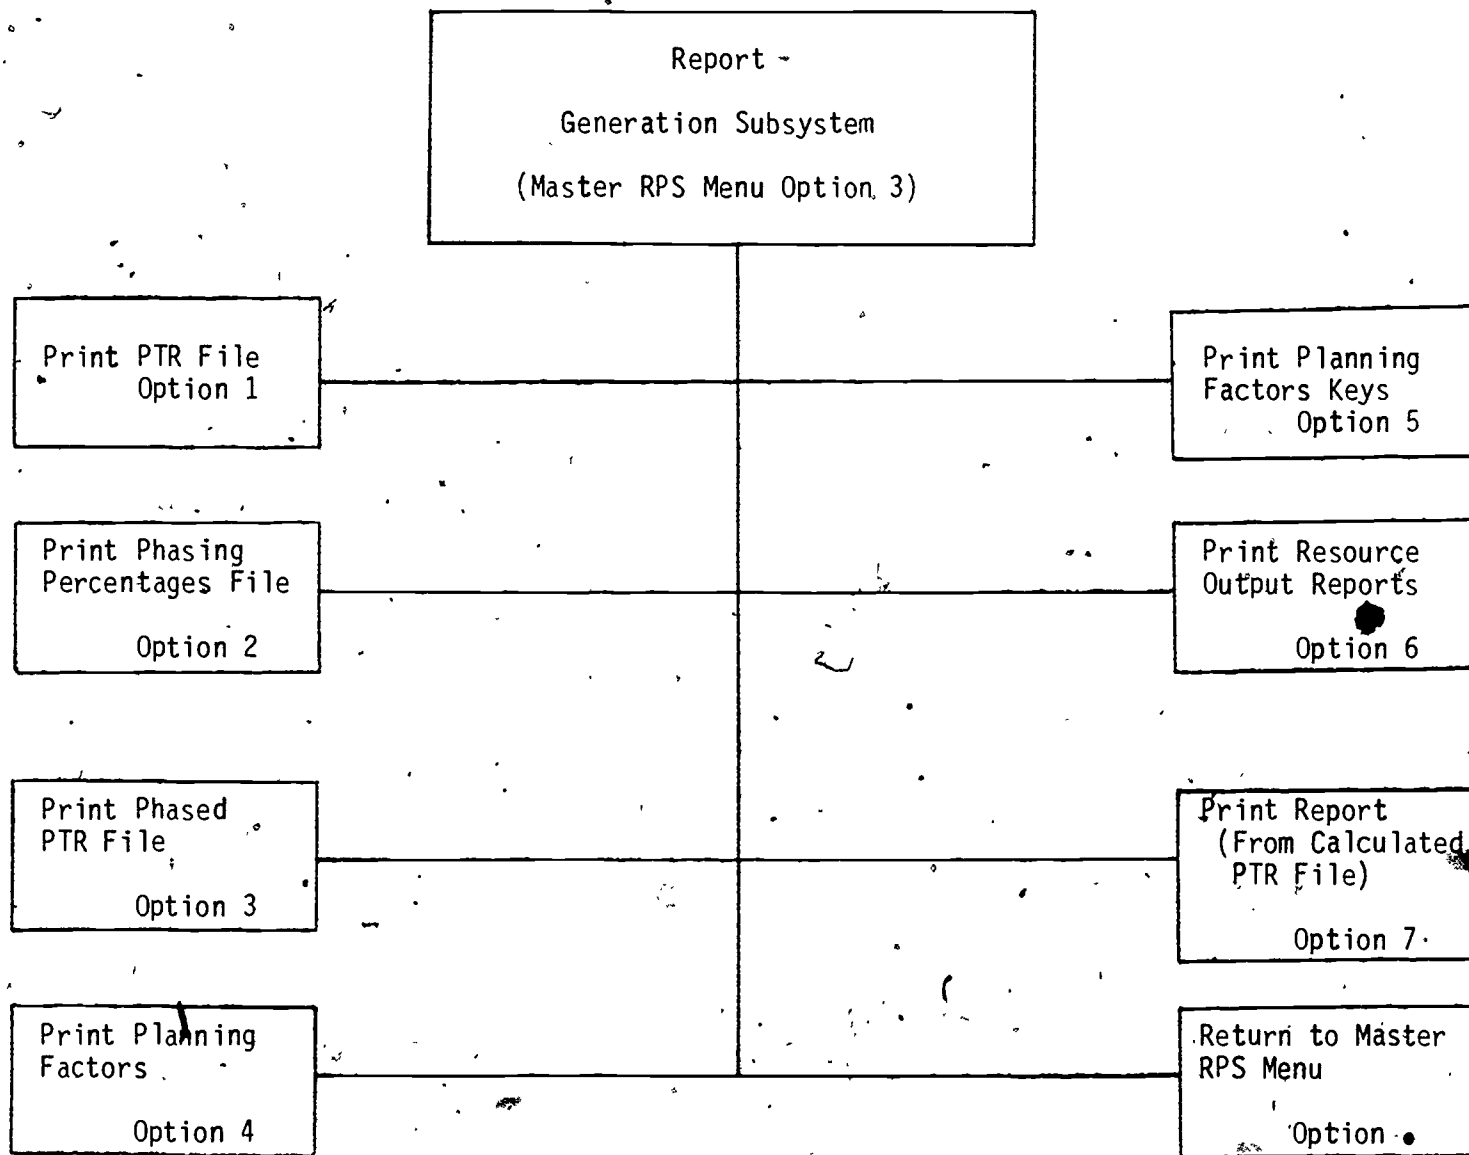 Report -
Generation Subsystem
(Master RPS Menu Option 3)
Print PTR File
Option 1
Print Phasing
Percentages File
Option 2
Print Phased
PTR File
Option 3
Print Planning
Factors
Option 4
Print Planning
Factors Keys
Option 5
Print Resource
Output Reports
Option 6
Print Report
(From Calculated
PTR File)
Option 7
Return to Master
RPS Menu
Option